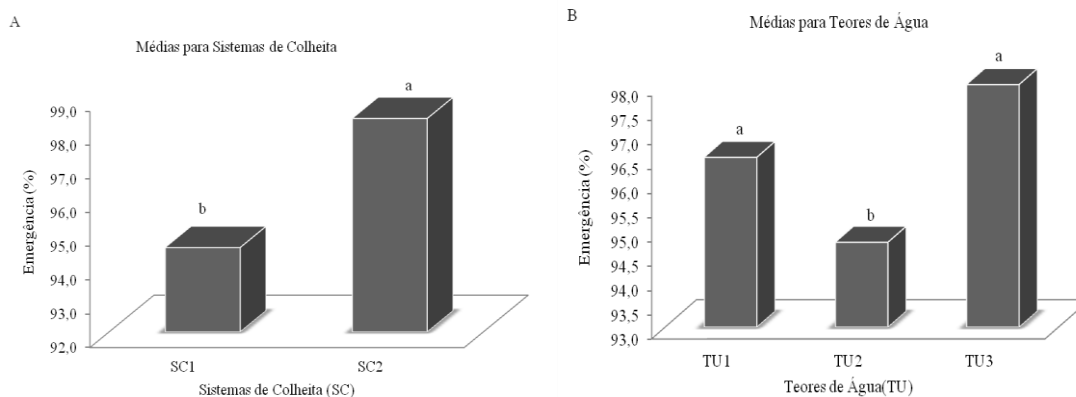 A
Médias para Sistemas de Colheita
a
b
99,0
98,0
97,0
96,0
95,0
94,0
93,0
92,0
Emergência (%)
SC1 SC2
Sistemas de Colheita (SC)
B
Médias para Teores de Água
a
a
b
98,0
97,5
97,0
96,5
96,0
95,5
95,0
94,5
94,0
93,5
93,0
Emergência (%)
TU1 TU2 TU3
Teores de Água(TU)